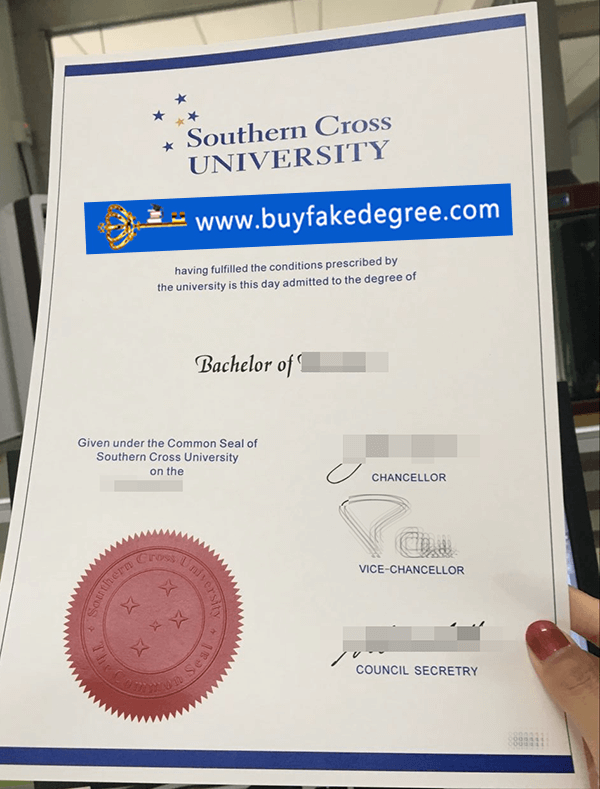 Southern Cross
UNIVERSITY
www.buyfakedegree.com
having fulfilled the conditions prescribed by
the university is this day admitted to the degree of
Bachelor of
Given under the Common Seal of
Southern Cross University
on the
CHANCELLOR
VICE-CHANCELLOR
Southern Cross University
The Common Seal
COUNCIL SECRETRY